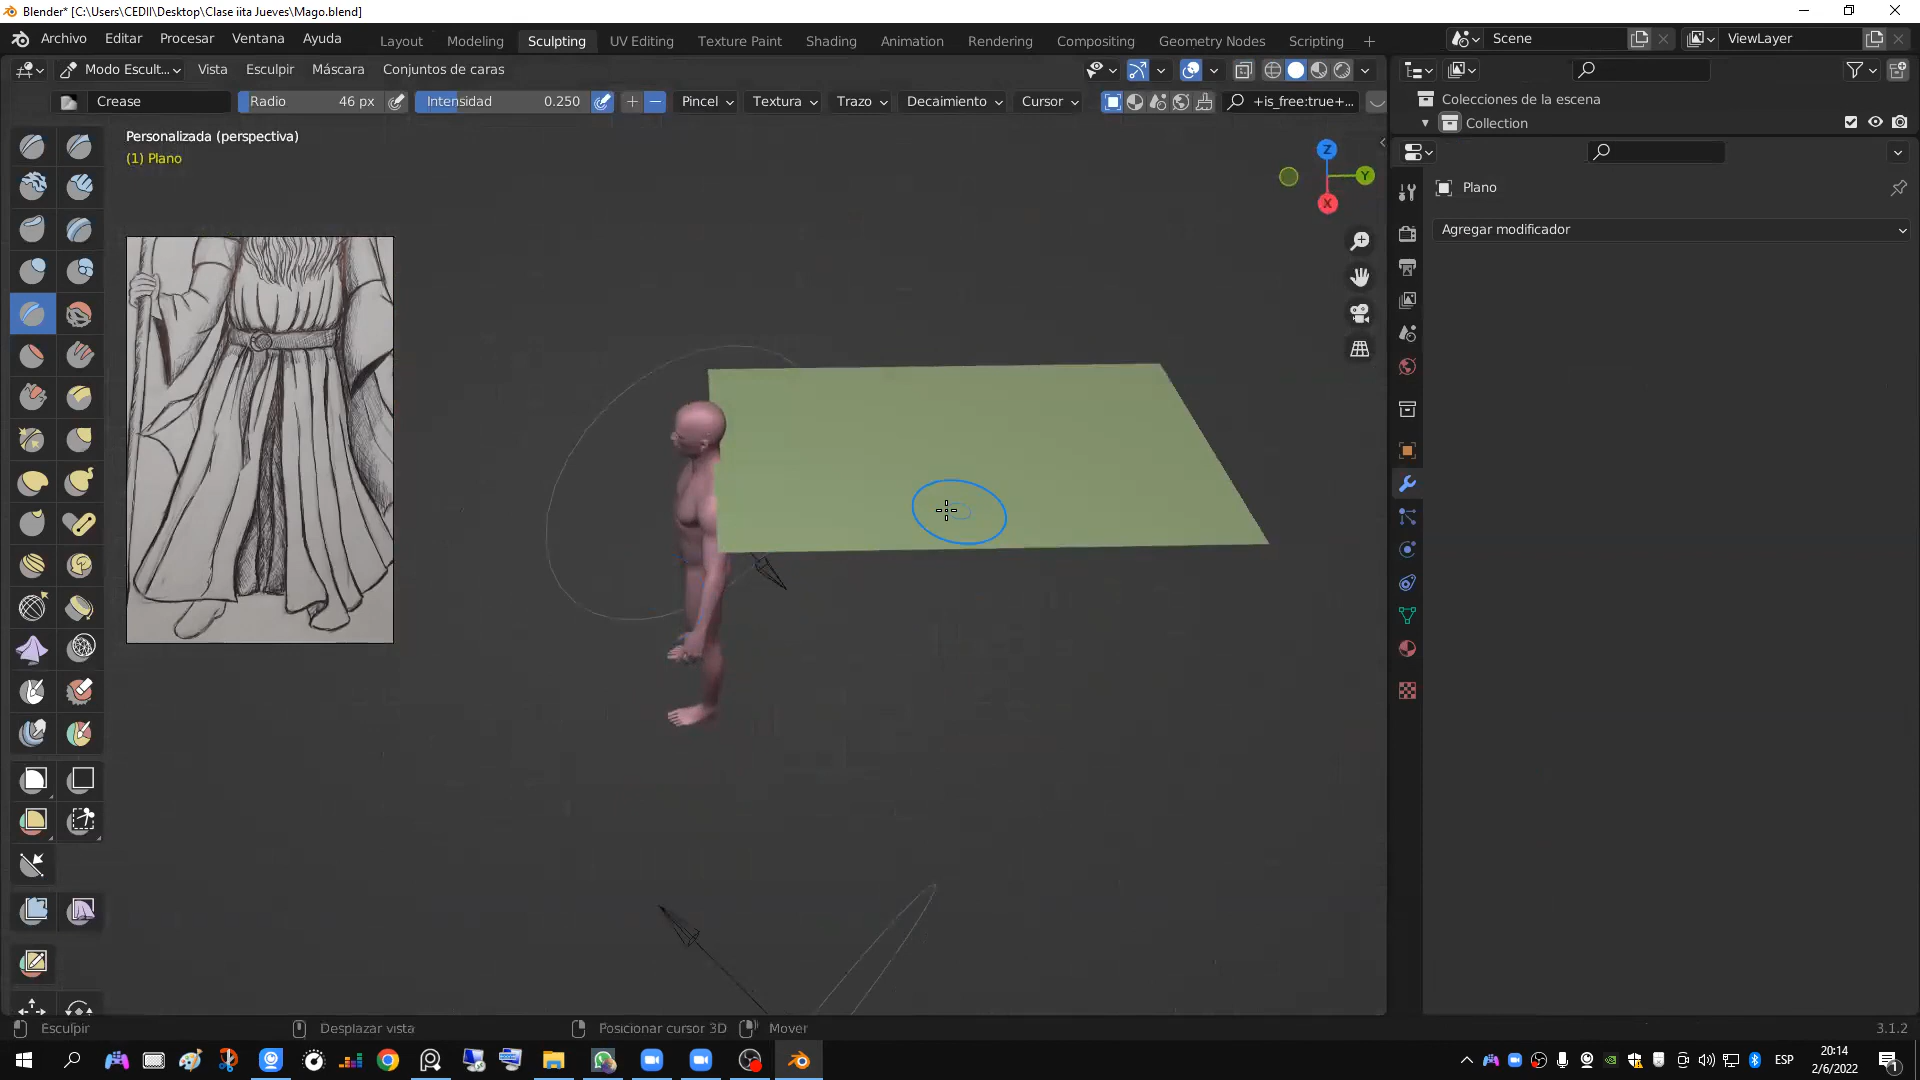 Blender* [C:\Users\CEDII\Desktop\Clase iita Jueves\Mago.blend]
Archivo Editar Procesar Ventana Ayuda Layout Modeling Sculpting UV Editing Texture Paint Shading Animation Rendering Compositing Geometry Nodes Scripting + Scene ViewLayer
Modo Escult... Vista Esculpir Máscara Conjuntos de caras
Crease Radio 46 px Intensidad 0.250 Pincel Textura Trazo Decaimiento Cursor +is_free:true+...
Colecciones de la escena
Collection
Personalizada (perspectiva)
(1) Plano
Z
Y
X
Plano
Agregar modificador
Esculpir Desplazar vista Posicionar cursor 3D Mover 3.1.2
ESP
20:14
2/6/2022
1